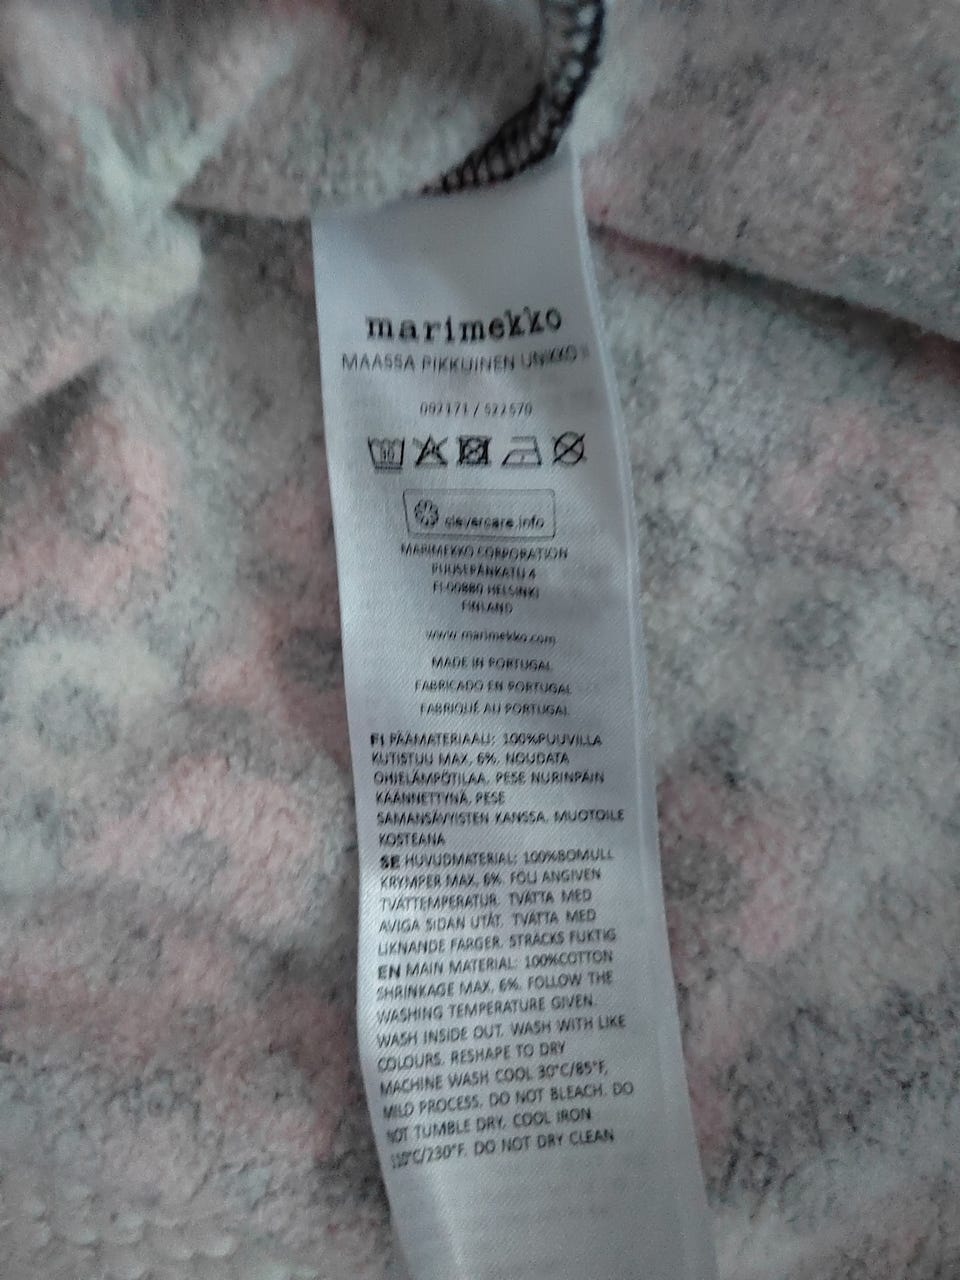 marimekko
MAASSA PIKKUINEN UNIKKO
092171 / 522570
30
clevercare.info
MARIMEKKO CORPORATION
PUUSEPÄNKATU 4
FI-00880 HELSINKI
FINLAND
www.marimekko.com
MADE IN PORTUGAL
FABRICADO EN PORTUGAL
FABRIQUÉ AU PORTUGAL
FI PÄÄMATERIAALI: 100%PUUVILLA
KUTISTUU MAX. 6%. NOUDATA
OHJELÄMPÖTILAA. PESE NURINPÄIN
KÄÄNNETTYNÄ. PESE
SAMANSÄVYISTEN KANSSA. MUOTOILE
KOSTEANA
SE HUVUDMATERIAL: 100%BOMULL
KRYMPER MAX. 6%. FÖLJ ANGIVEN
TVÄTTEMPERATUR. TVÄTTA MED
AVIGA SIDAN UTÅT. TVÄTTA MED
LIKNANDE FÄRGER. STRÄCKS FUKTIG
EN MAIN MATERIAL: 100%COTTON
SHRINKAGE MAX. 6%. FOLLOW THE
WASHING TEMPERATURE GIVEN.
WASH INSIDE OUT. WASH WITH LIKE
COLOURS. RESHAPE TO DRY
MACHINE WASH COOL 30°C/85°F,
MILD PROCESS. DO NOT BLEACH. DO
NOT TUMBLE DRY. COOL IRON
110°C/230°F. DO NOT DRY CLEAN